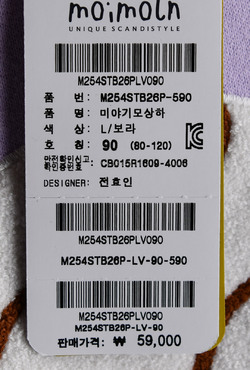 moimoln
UNIQUE SCANDISTYLE
M254STB26PLV090
품 번: M254STB26P-590
품 명: 미야기모상하
색 상: L/보라
호 칭: 90 (80-120)
안전확인신고
확인증번호: CB015R1609-4006
DESIGNER: 전효인
M254STB26PLV090
M254STB26P-LV-90-590
M254STB26PLV090
M254STB26P-LV-90
판매가격: ₩ 59,000